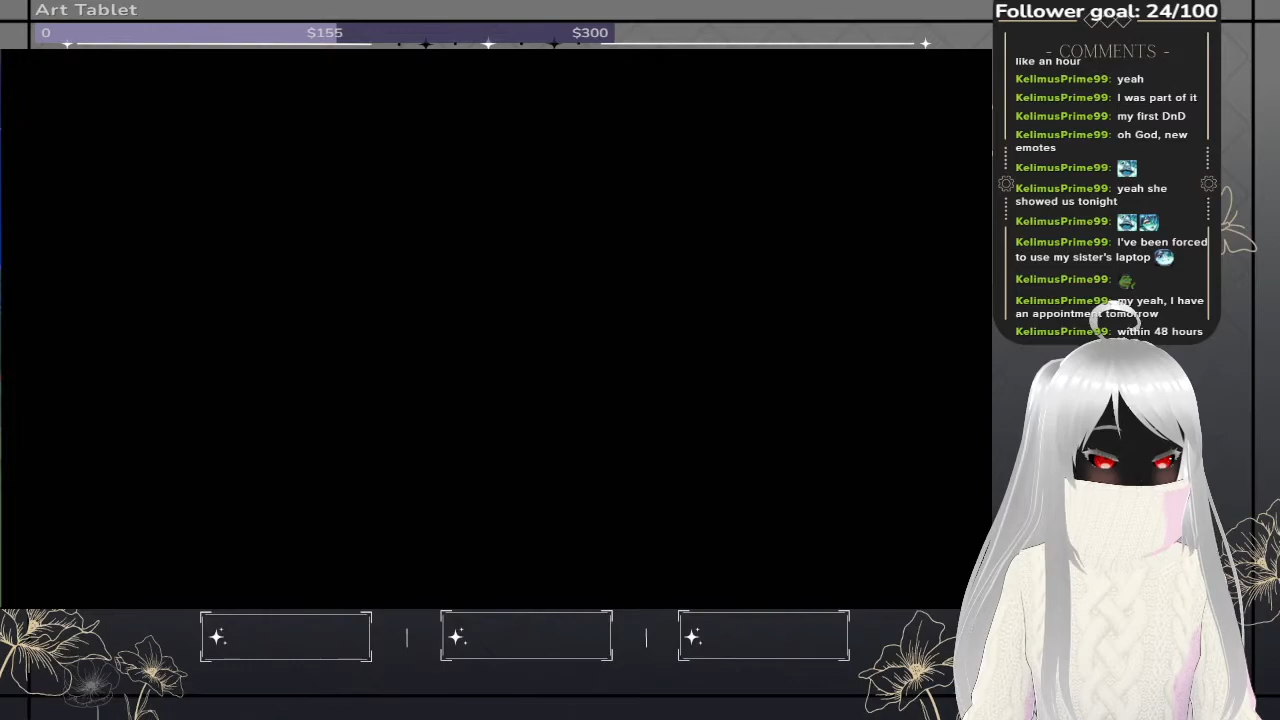 Art Tablet
0 $155 $300
Follower goal: 24/100
- COMMENTS -
like an hour
KelimusPrime99: yeah
KelimusPrime99: I was part of it
KelimusPrime99: my first DnD
KelimusPrime99: oh God, new
emotes
KelimusPrime99:
KelimusPrime99: yeah she
showed us tonight
KelimusPrime99:
KelimusPrime99: I've been forced
to use my sister's laptop
KelimusPrime99:
KelimusPrime99: my yeah, I have
an appointment tomorrow
KelimusPrime99: within 48 hours